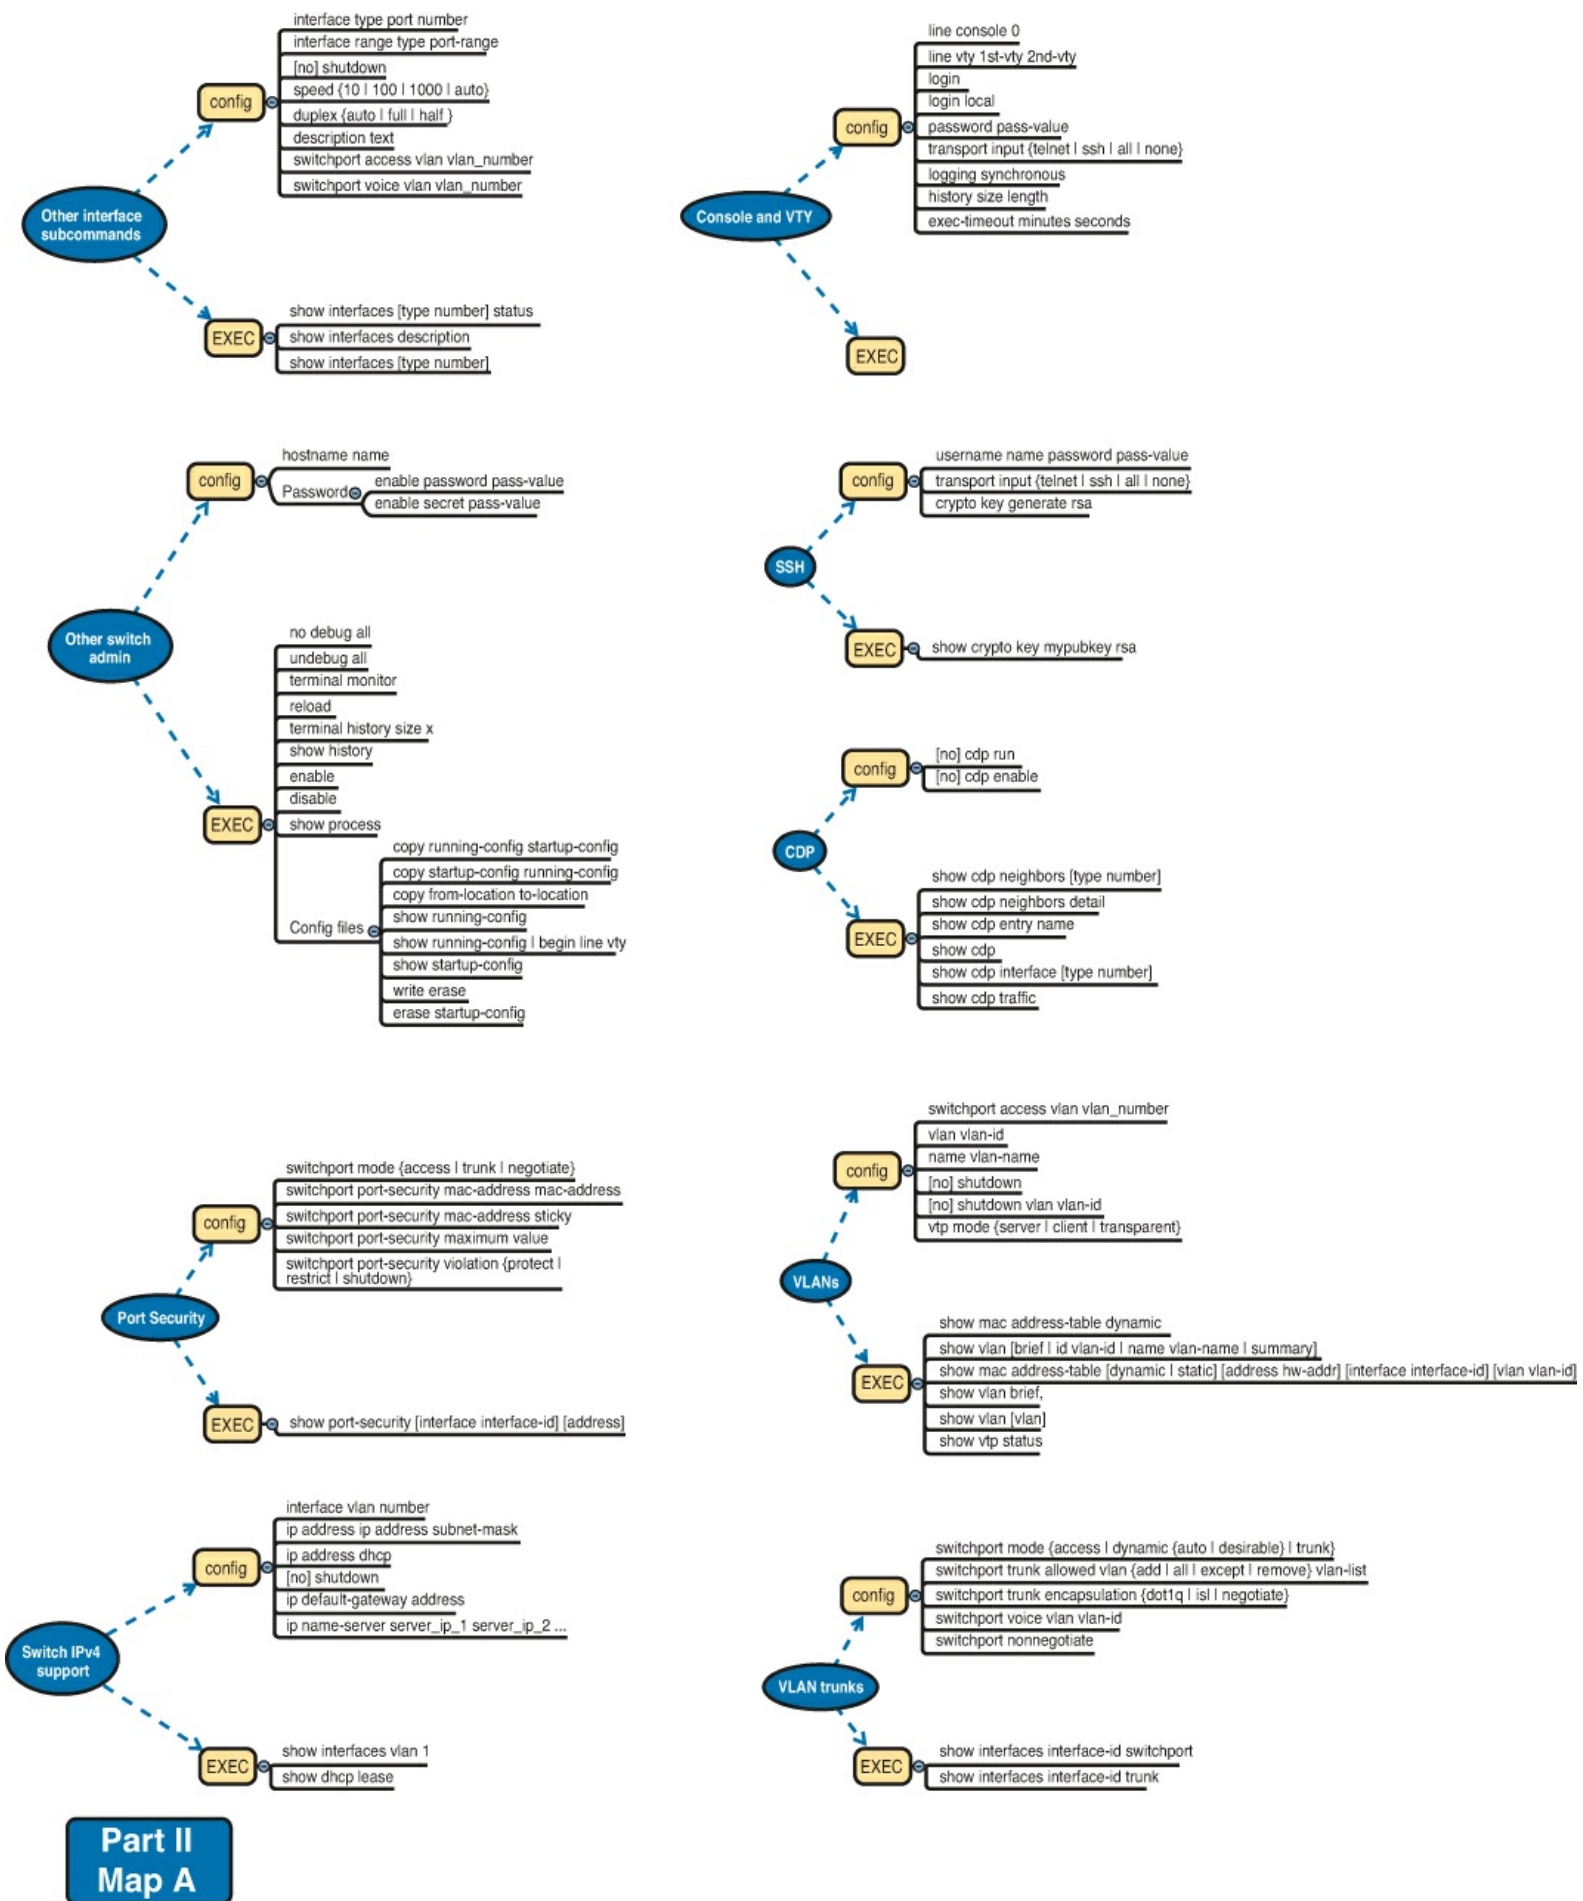 Other interface
subcommands
config
interface type port number
interface range type port-range
[no] shutdown
speed {10 | 100 | 1000 | auto}
duplex {auto | full | half }
description text
switchport access vlan vlan_number
switchport voice vlan vlan_number
EXEC
show interfaces [type number] status
show interfaces description
show interfaces [type number]
Console and VTY
config
line console 0
line vty 1st-vty 2nd-vty
login
login local
password pass-value
transport input {telnet | ssh | all | none}
logging synchronous
history size length
exec-timeout minutes seconds
EXEC
Other switch
admin
config
hostname name
Password
enable password pass-value
enable secret pass-value
EXEC
no debug all
undebug all
terminal monitor
reload
terminal history size x
show history
enable
disable
show process
Config files
copy running-config startup-config
copy startup-config running-config
copy from-location to-location
show running-config
show running-config | begin line vty
show startup-config
write erase
erase startup-config
SSH
config
username name password pass-value
transport input {telnet | ssh | all | none}
crypto key generate rsa
EXEC
show crypto key mypubkey rsa
CDP
config
[no] cdp run
[no] cdp enable
EXEC
show cdp neighbors [type number]
show cdp neighbors detail
show cdp entry name
show cdp
show cdp interface [type number]
show cdp traffic
Port Security
config
switchport mode {access | trunk | negotiate}
switchport port-security mac-address mac-address
switchport port-security mac-address sticky
switchport port-security maximum value
switchport port-security violation {protect |
restrict | shutdown}
EXEC
show port-security [interface interface-id] [address]
VLANs
config
switchport access vlan vlan_number
vlan vlan-id
name vlan-name
[no] shutdown
[no] shutdown vlan vlan-id
vtp mode {server | client | transparent}
EXEC
show mac address-table dynamic
show vlan [brief | id vlan-id | name vlan-name | summary]
show mac address-table [dynamic | static] [address hw-addr] [interface interface-id] [vlan vlan-id]
show vlan brief,
show vlan [vlan]
show vtp status
Switch IPv4
support
config
interface vlan number
ip address ip address subnet-mask
ip address dhcp
[no] shutdown
ip default-gateway address
ip name-server server_ip_1 server_ip_2 ...
EXEC
show interfaces vlan 1
show dhcp lease
VLAN trunks
config
switchport mode {access | dynamic {auto | desirable} | trunk}
switchport trunk allowed vlan {add | all | except | remove} vlan-list
switchport trunk encapsulation {dot1q | isl | negotiate}
switchport voice vlan vlan-id
switchport nonnegotiate
EXEC
show interfaces interface-id switchport
show interfaces interface-id trunk
Part II
Map A